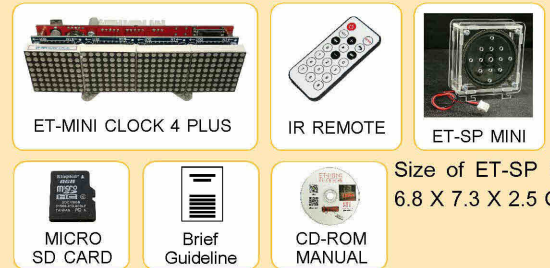 ET-MINI CLOCK 4 PLUS
IR REMOTE
ET-SP MINI
MICRO
SD CARD
Brief
Guideline
CD-ROM
MANUAL
Size of ET-SP
6.8 X 7.3 X 2.5